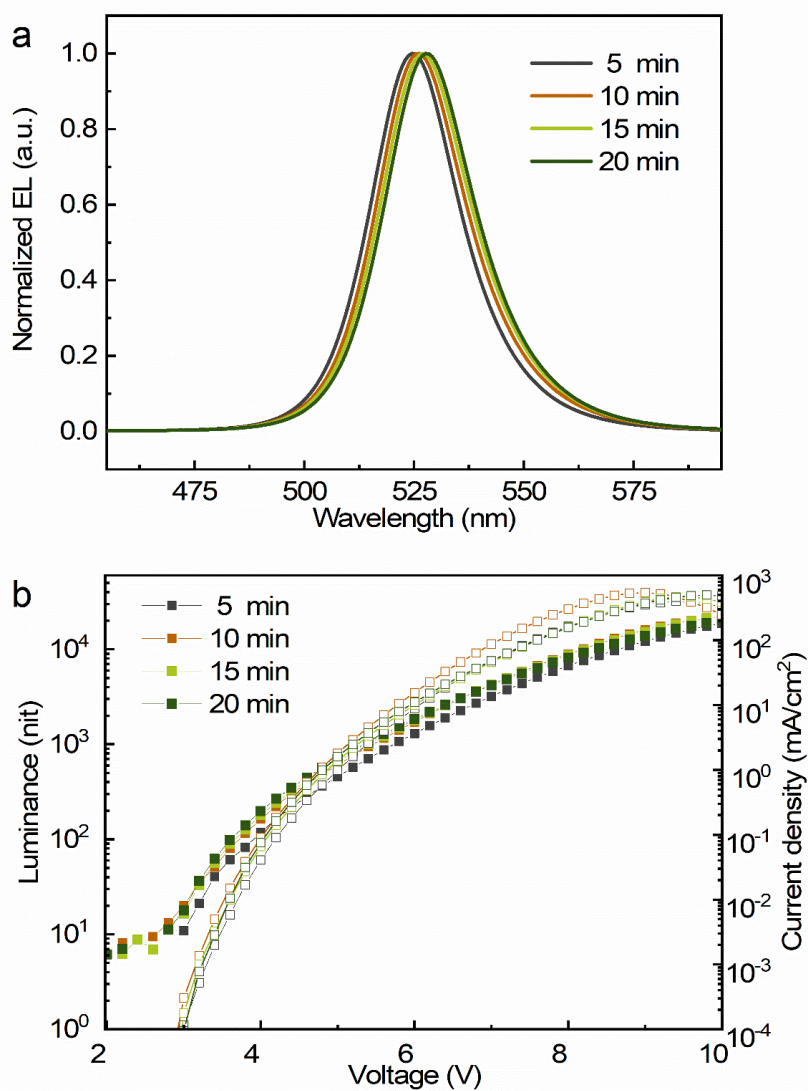 a
Normalized EL (a.u.)
1.0
0.8
0.6
0.4
0.2
0.0
5 min
10 min
15 min
20 min
475
500
525
550
575
Wavelength (nm)
b
Luminance (nit)
10⁴
10³
10²
10¹
10⁰
5 min
10 min
15 min
20 min
10³
10²
10¹
10⁰
10⁻¹
10⁻²
10⁻³
10⁻⁴
Current density (mA/cm²)
2
4
6
8
10
Voltage (V)